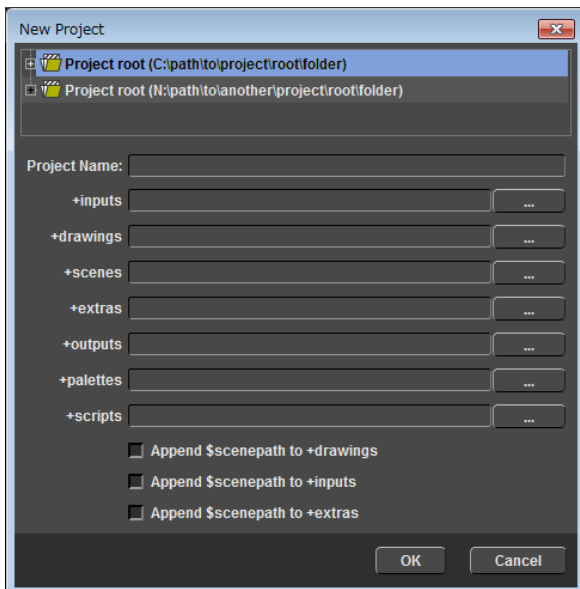 New Project
Project root (C:\path\to\project\root\folder)
Project root (N:\path\to\another\project\root\folder)
Project Name:
+inputs ...
+drawings ...
+scenes ...
+extras ...
+outputs ...
+palettes ...
+scripts ...
Append $scenepath to +drawings
Append $scenepath to +inputs
Append $scenepath to +extras
OK Cancel